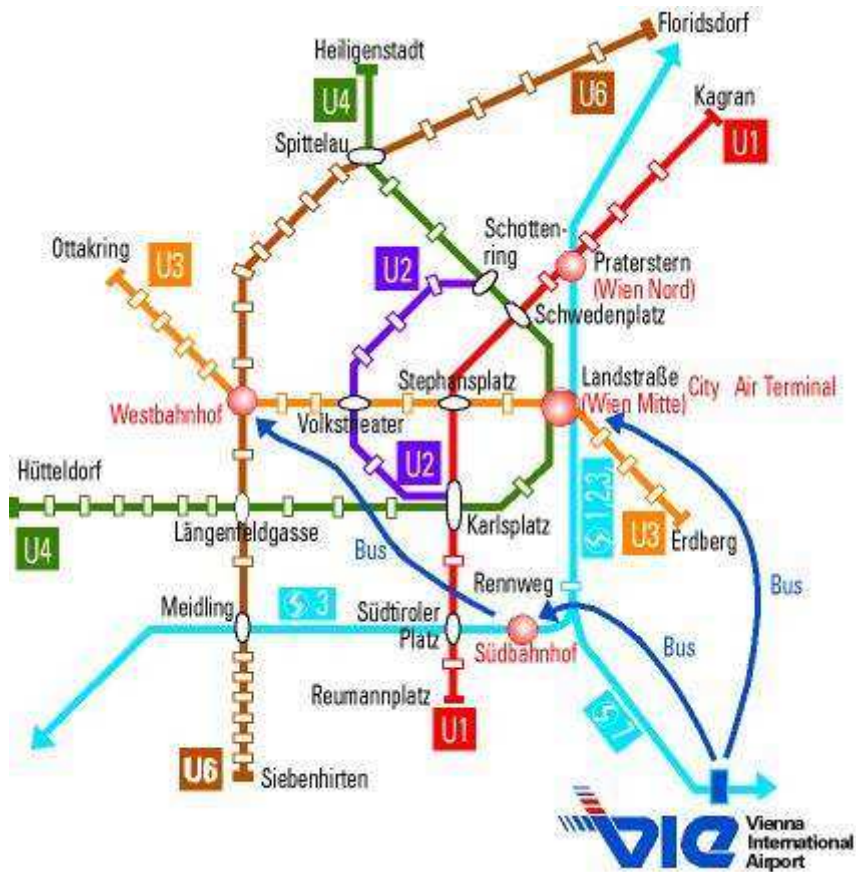 Floridsdorf
Heiligenstadt
U4
U6
Kagran
U1
Spittelau
Schotten-
ring
Ottakring
U3
U2
Praterstern
(Wien Nord)
Schwedenplatz
Stephansplatz
Landstraße
(Wien Mitte)
City Air Terminal
Westbahnhof
Volkstheater
U2
Hütteldorf
1,2,3,
U4
Längenfeldgasse
Karlsplatz
U3
Erdberg
Bus
Rennweg
Bus
Meidling
3
Südtiroler
Platz
Südbahnhof
Bus
Reumannplatz
U1
7
U6
Siebenhirten
VIE
Vienna
International
Airport